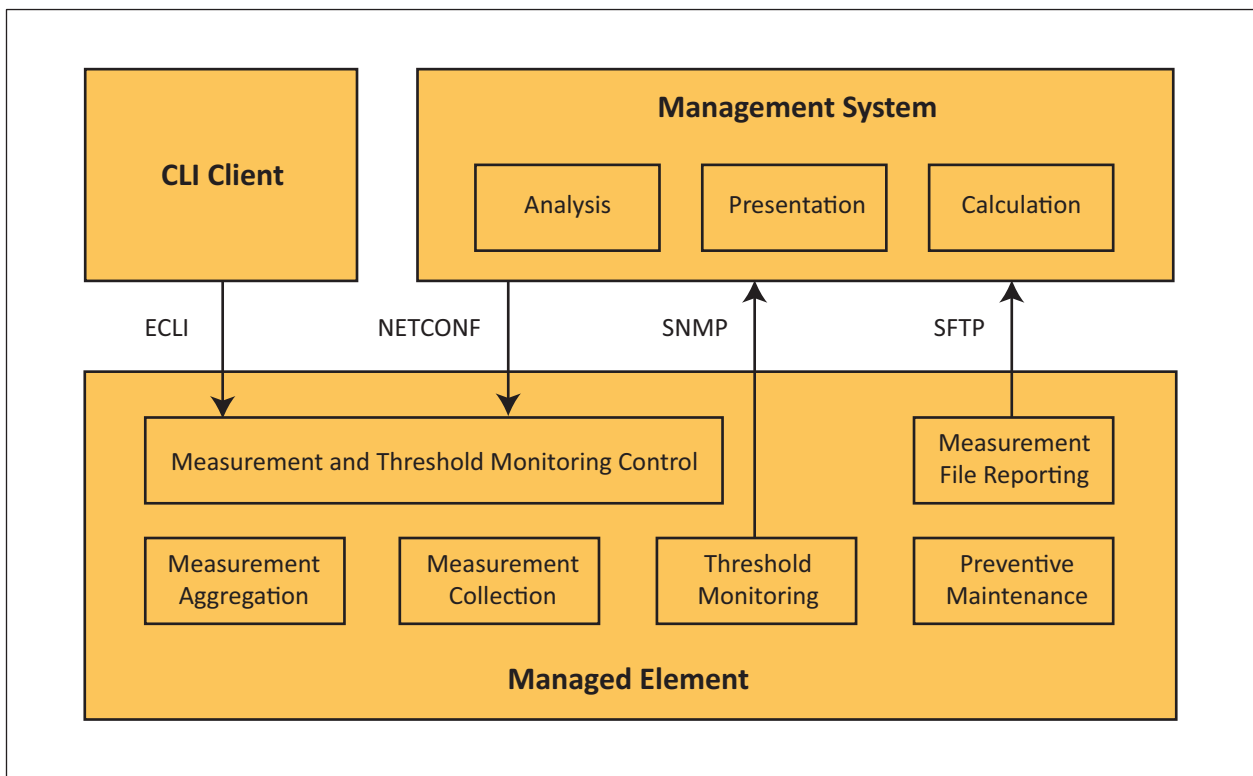 CLI Client
Management System
Analysis
Presentation
Calculation
ECLI
NETCONF
SNMP
SFTP
Measurement and Threshold Monitoring Control
Measurement
File Reporting
Measurement
Aggregation
Measurement
Collection
Threshold
Monitoring
Preventive
Maintenance
Managed Element